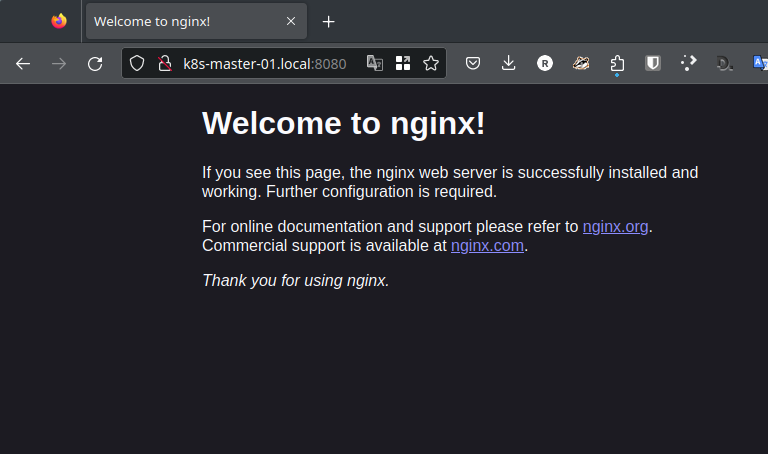 Welcome to nginx!
k8s-master-01.local:8080
R
Welcome to nginx!
If you see this page, the nginx web server is successfully installed and
working. Further configuration is required.
For online documentation and support please refer to nginx.org.
Commercial support is available at nginx.com.
Thank you for using nginx.